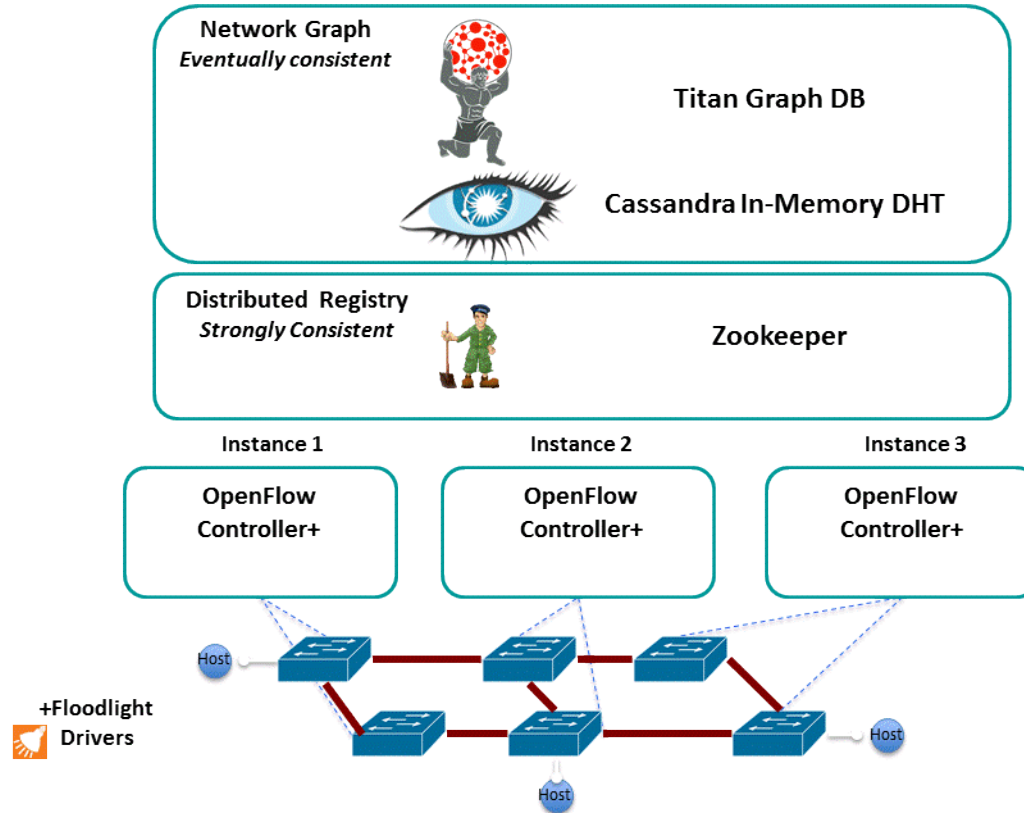 Network Graph
Eventually consistent
Titan Graph DB
Cassandra In-Memory DHT
Distributed Registry
Strongly Consistent
Zookeeper
Instance 1
Instance 2
Instance 3
OpenFlow
Controller+
OpenFlow
Controller+
OpenFlow
Controller+
Host
+Floodlight
Drivers
Host
Host